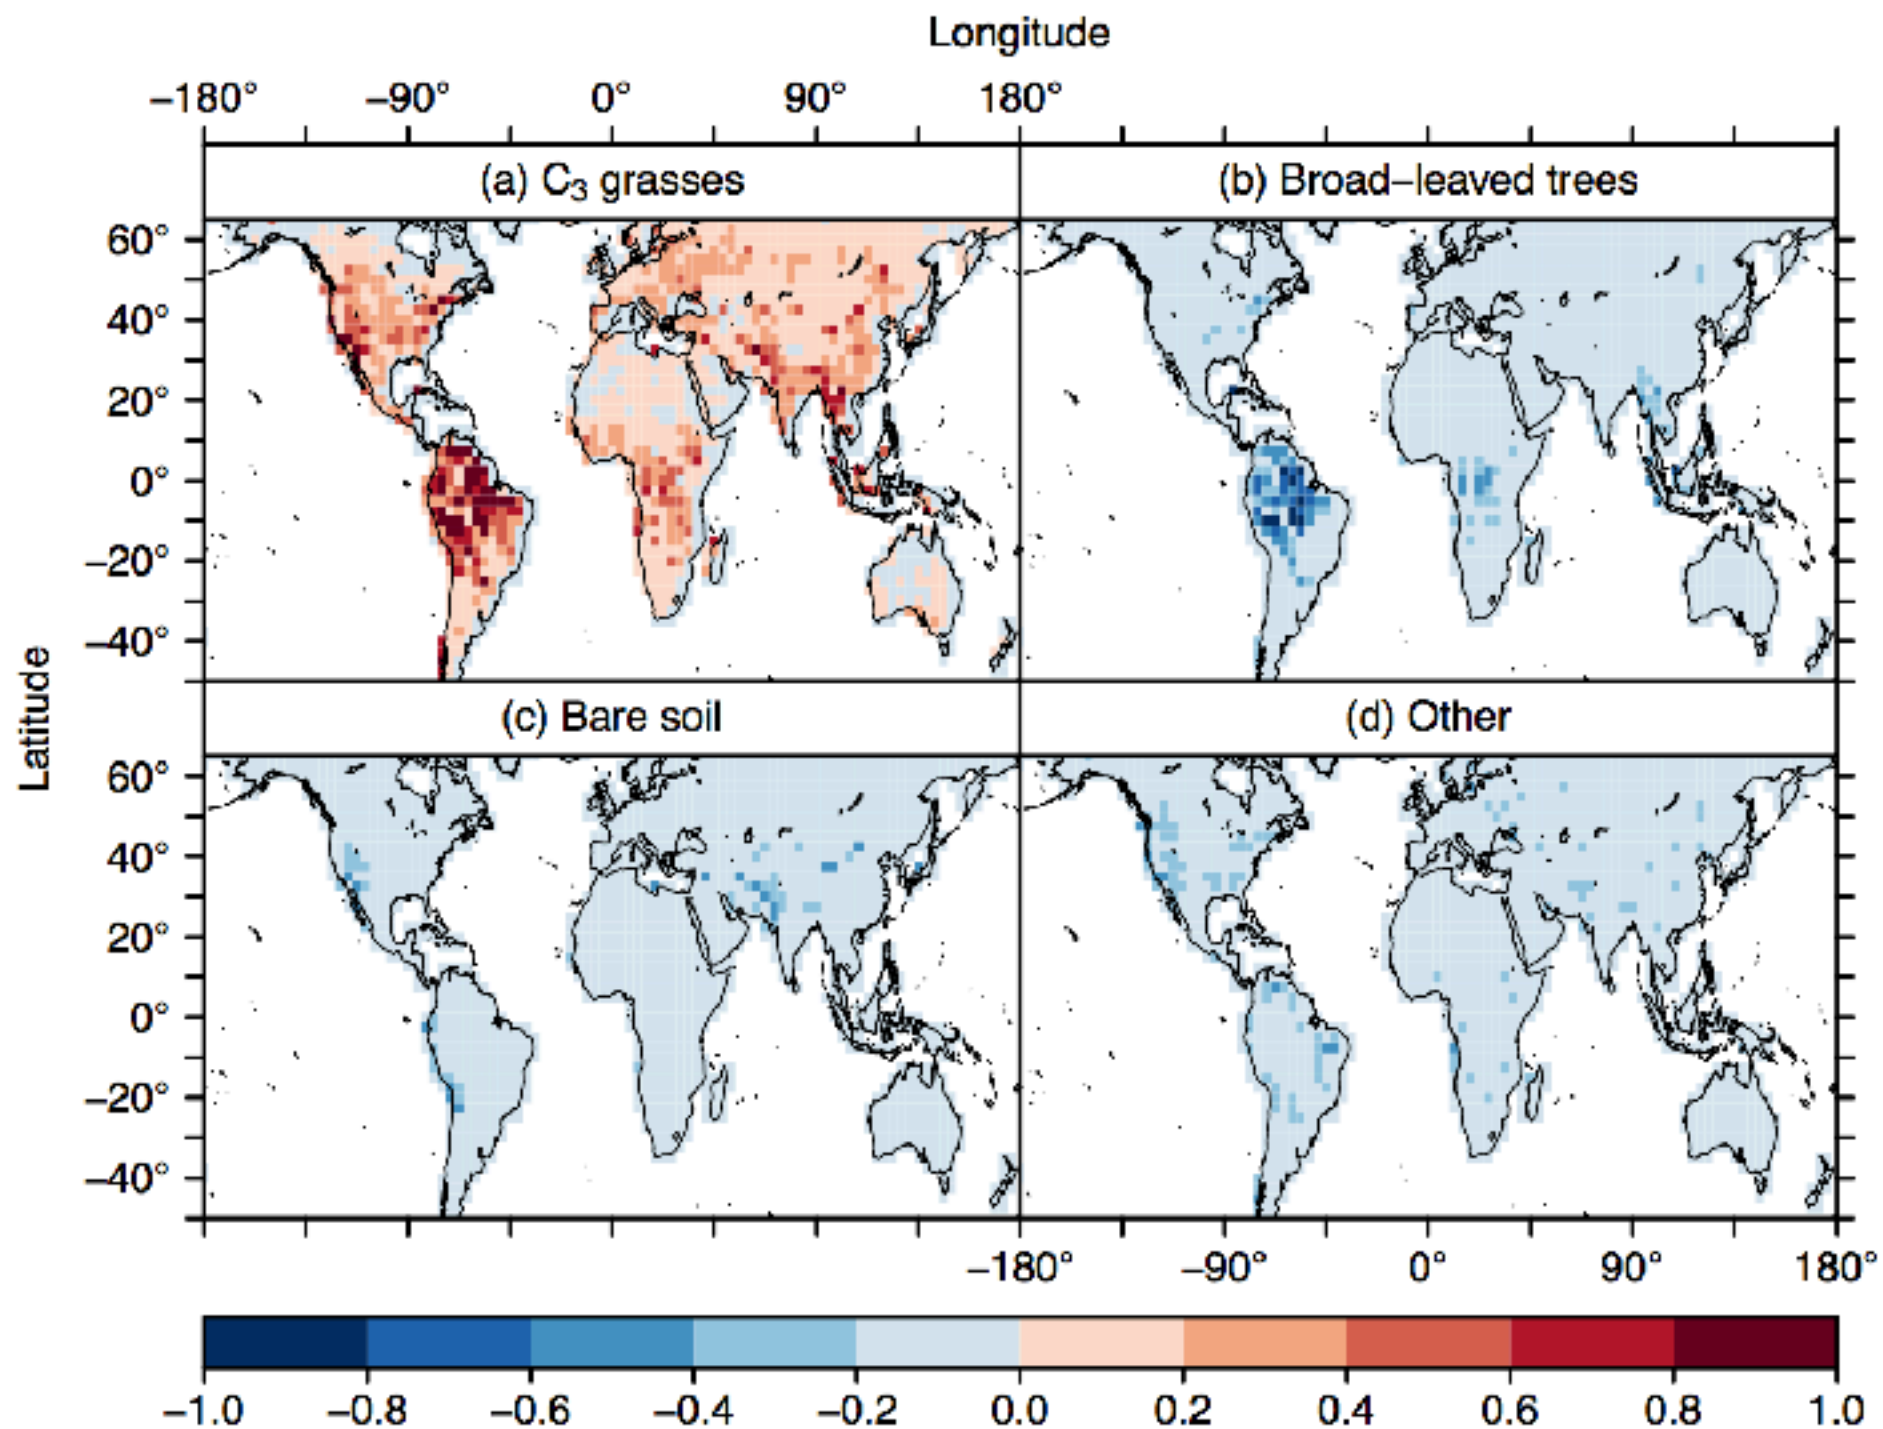 Longitude
−180° −90° 0° 90° 180°
(a) C₃ grasses (b) Broad−leaved trees
60°
40°
20°
0°
−20°
−40°
Latitude
(c) Bare soil (d) Other
60°
40°
20°
0°
−20°
−40°
−180° −90° 0° 90° 180°
−1.0 −0.8 −0.6 −0.4 −0.2 0.0 0.2 0.4 0.6 0.8 1.0